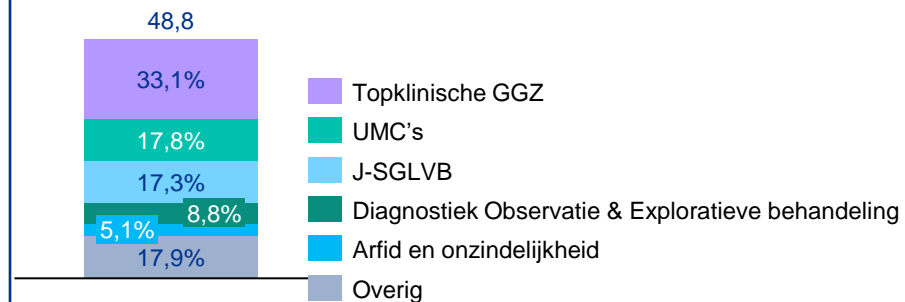 48,8
33,1%
17,8%
17,3%
8,8%
5,1%
17,9%
Topklinische GGZ
UMC's
J-SGLVB
Diagnostiek Observatie & Exploratieve behandeling
Arfid en onzindelijkheid
Overig